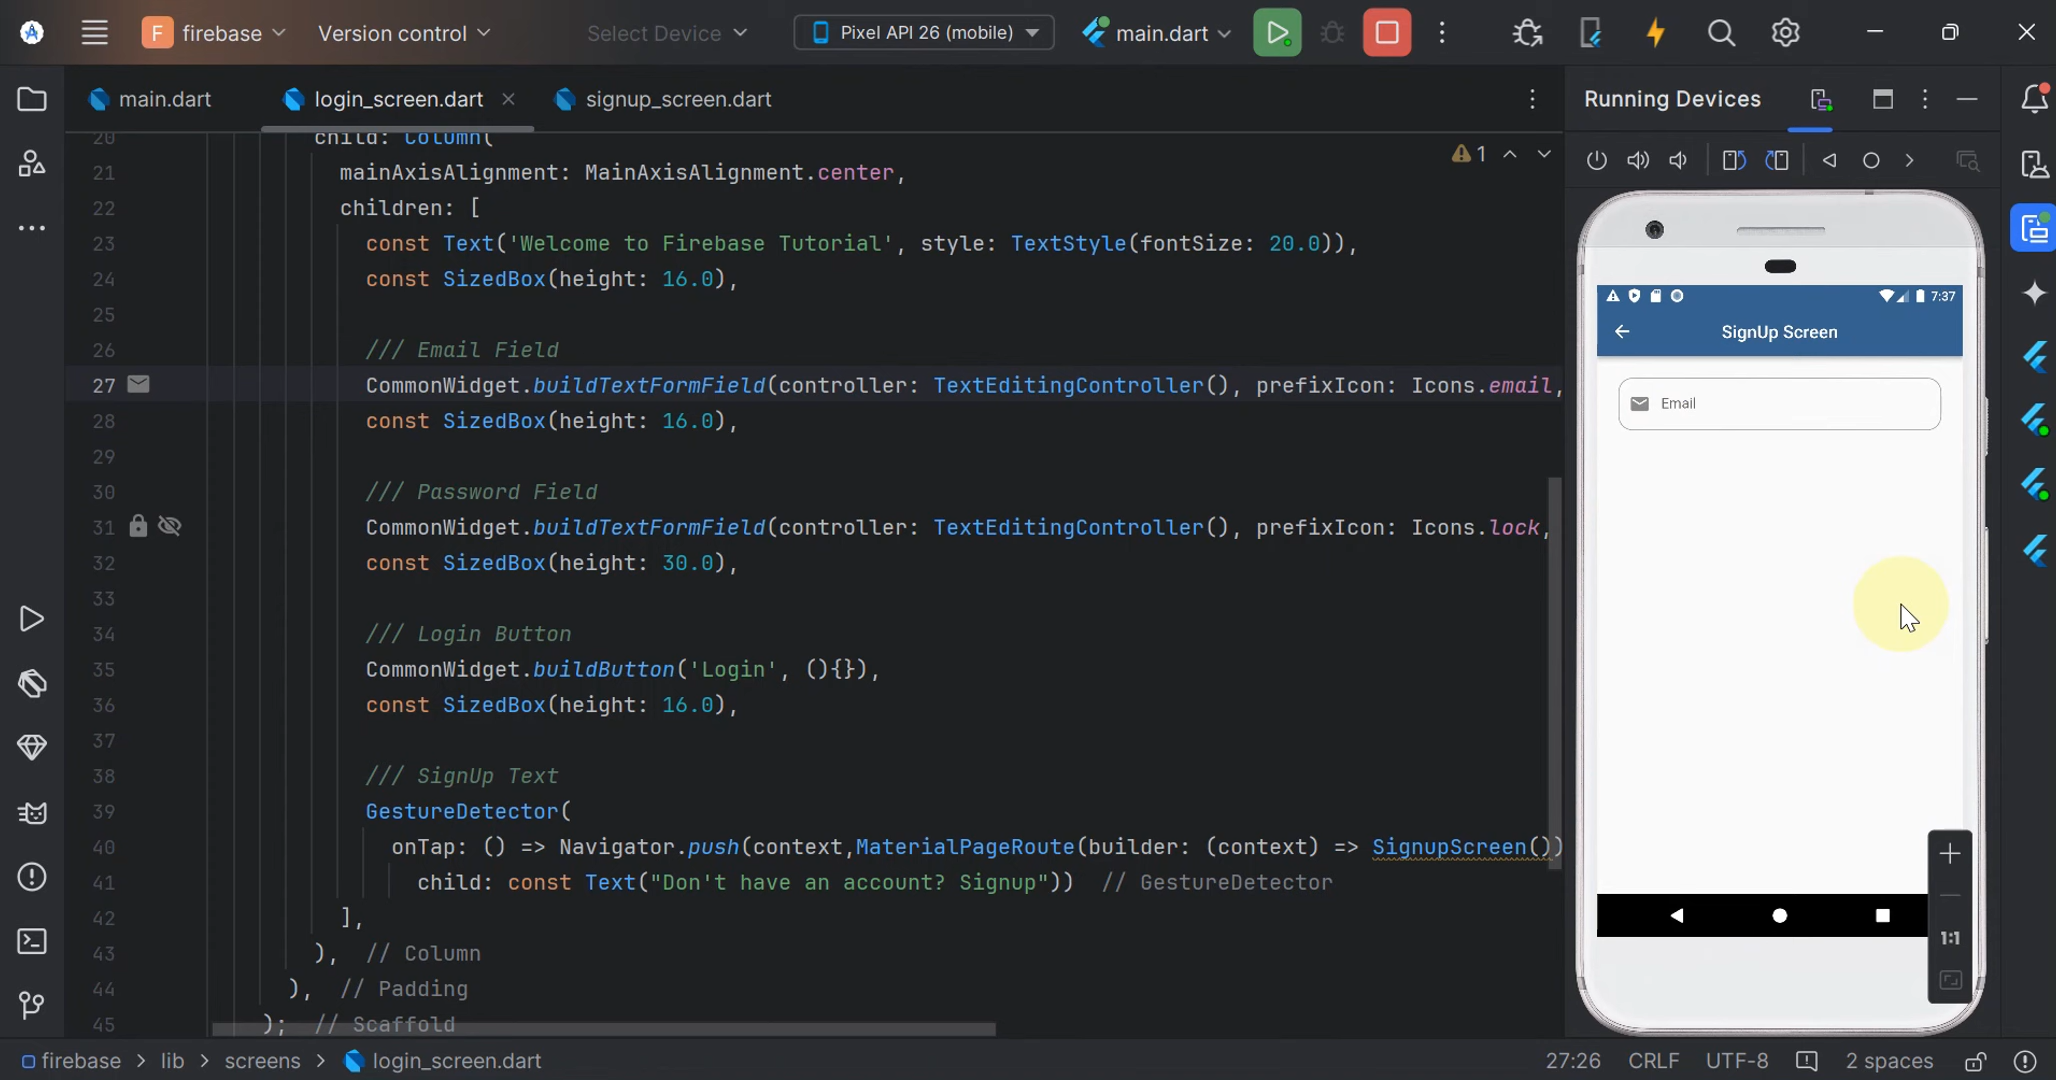 F firebase Version control Select Device Pixel API 26 (mobile) main.dart
main.dart login_screen.dart signup_screen.dart
Running Devices
20 child: Column(
21 mainAxisAlignment: MainAxisAlignment.center,
22 children: [
23 const Text('Welcome to Firebase Tutorial', style: TextStyle(fontSize: 20.0)),
24 const SizedBox(height: 16.0),
25
26 /// Email Field
27 CommonWidget.buildTextFormField(controller: TextEditingController(), prefixIcon: Icons.email,
28 const SizedBox(height: 16.0),
29
30 /// Password Field
31 CommonWidget.buildTextFormField(controller: TextEditingController(), prefixIcon: Icons.lock,
32 const SizedBox(height: 30.0),
33
34 /// Login Button
35 CommonWidget.buildButton('Login', (){}),
36 const SizedBox(height: 16.0),
37
38 /// SignUp Text
39 GestureDetector(
40 onTap: () => Navigator.push(context,MaterialPageRoute(builder: (context) => SignupScreen())
41 child: const Text("Don't have an account? Signup")) // GestureDetector
42 ],
43 ), // Column
44 ), // Padding
45 ); // Scaffold
1
7:37
SignUp Screen
Email
1:1
firebase > lib > screens > login_screen.dart
27:26 CRLF UTF-8 2 spaces